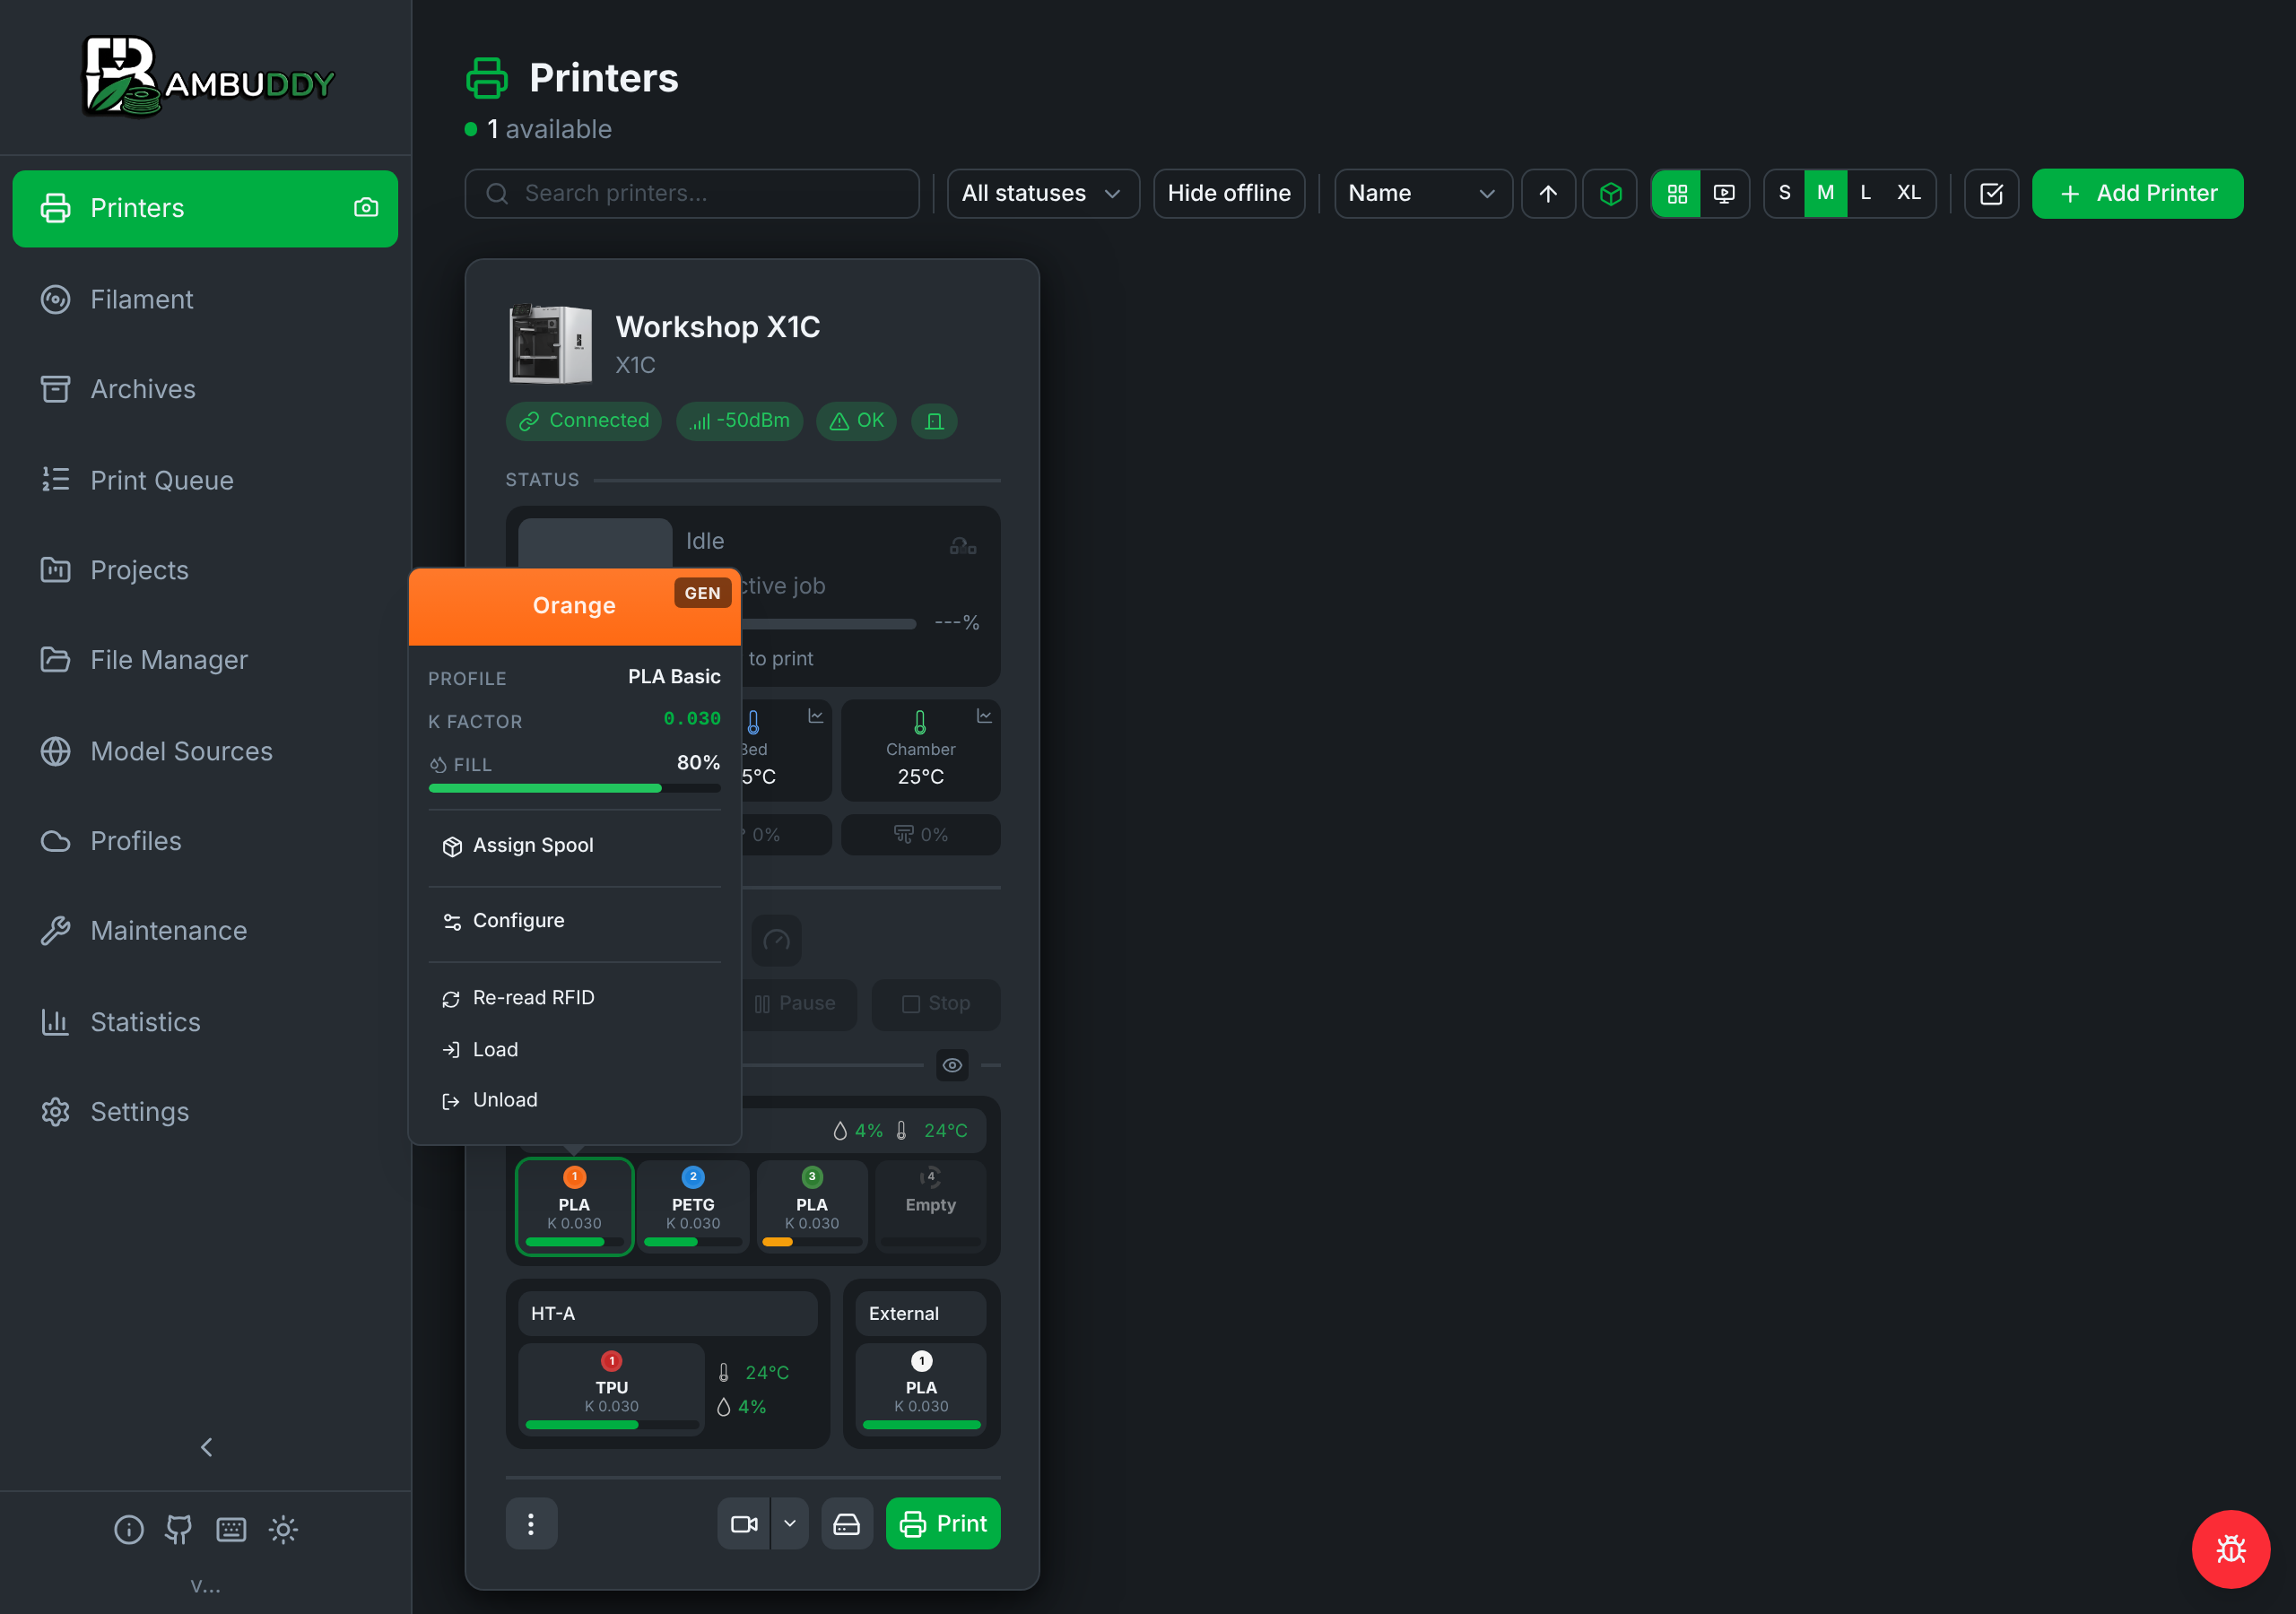 BAMBUDDY
Printers
Filament
Archives
Print Queue
Projects
File Manager
Model Sources
Profiles
Maintenance
Statistics
Settings
v...
Printers
1 available
Search printers...
All statuses
Hide offline
Name
S
M
L
XL
Add Printer
Workshop X1C
X1C
Connected
-50dBm
OK
STATUS
Idle
ctive job
---%
to print
Orange
GEN
PROFILE
PLA Basic
K FACTOR
0.030
FILL
80%
Assign Spool
Configure
Re-read RFID
Load
Unload
Bed
5°C
Chamber
25°C
0%
0%
Pause
Stop
4%
24°C
1
PLA
K 0.030
2
PETG
K 0.030
3
PLA
K 0.030
4
Empty
HT-A
1
TPU
K 0.030
24°C
4%
External
1
PLA
K 0.030
Print